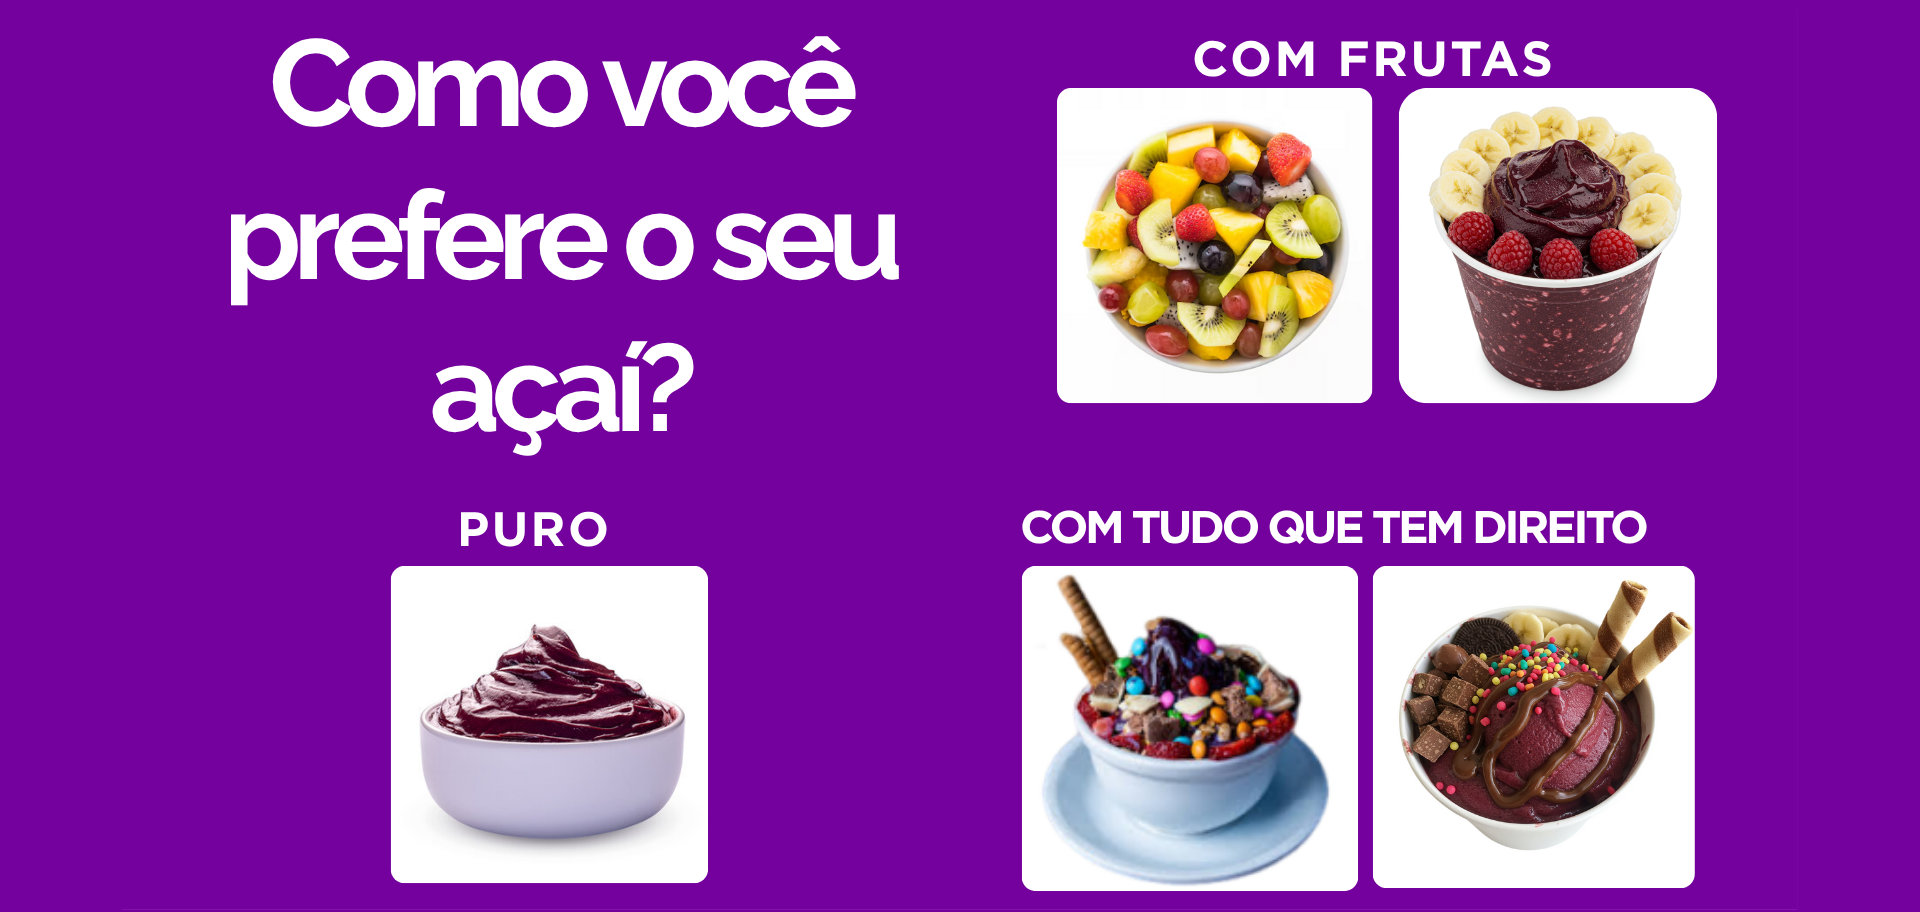 Como você
prefere o seu
açaí?
COM FRUTAS
PURO
COM TUDO QUE TEM DIREITO